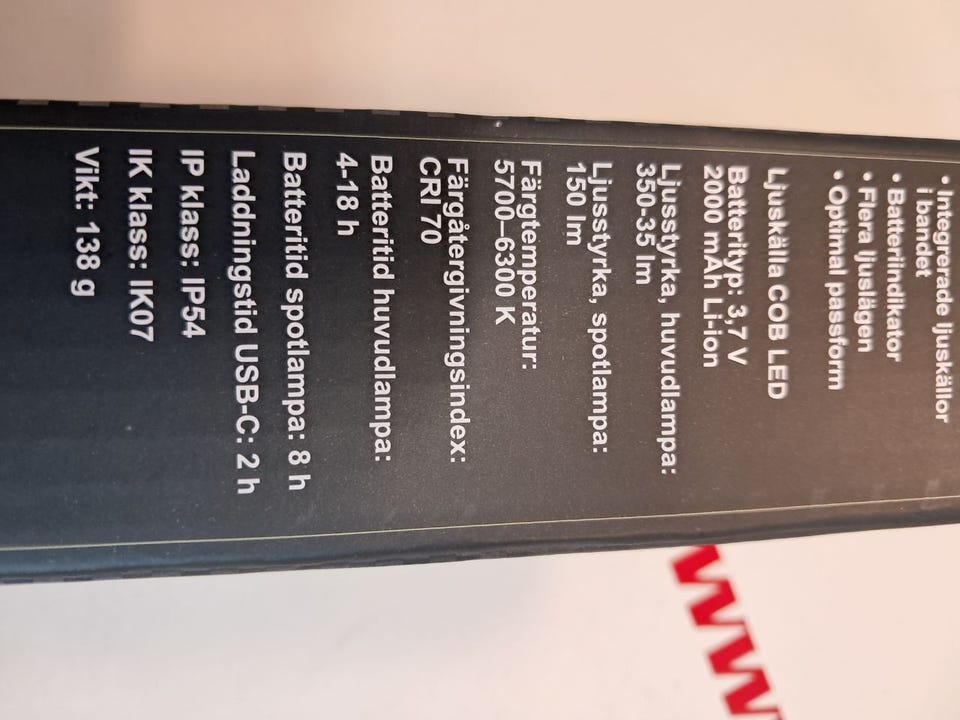 • Integrerade ljuskällor
i bandet
• Batteriindikator
• Flera ljuslägen
• Optimal passform
Ljuskälla COB LED
Batterityp: 3,7 V
2000 mAh Li-ion
Ljusstyrka, huvudlampa:
350-35 lm
Ljusstyrka, spotlampa:
150 lm
Färgtemperatur:
5700–6300 K
Färgåtergivningsindex:
CRI 70
Batteritid huvudlampa:
4-18 h
Batteritid spotlampa: 8 h
Laddningstid USB-C: 2 h
IP klass: IP54
IK klass: IK07
Vikt: 138 g
www